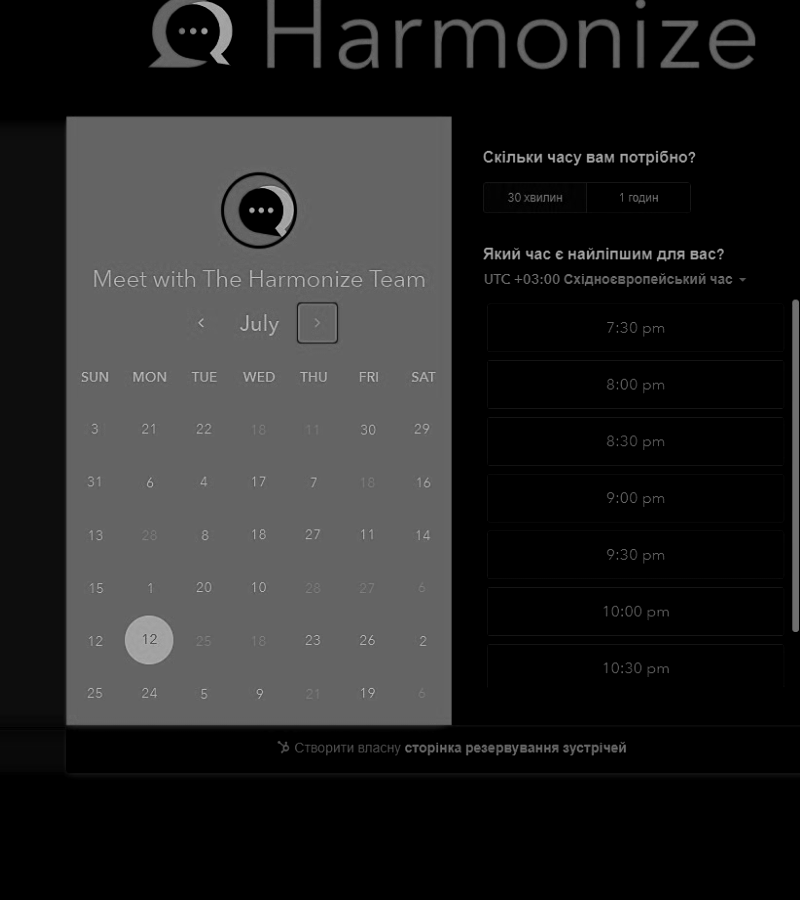 Harmonize
Meet with The Harmonize Team
July
SUN MON TUE WED THU FRI SAT
3 21 22 18 11 30 29
31 6 4 17 7 18 16
13 28 8 18 27 11 14
15 1 20 10 28 27 6
12 12 25 18 23 26 2
25 24 5 9 21 19 6
Скільки часу вам потрібно?
30 хвилин 1 годин
Який час є найліпшим для вас?
UTC +03:00 Східноєвропейський час
7:30 pm
8:00 pm
8:30 pm
9:00 pm
9:30 pm
10:00 pm
10:30 pm
Створити власну сторінка резервування зустрічей